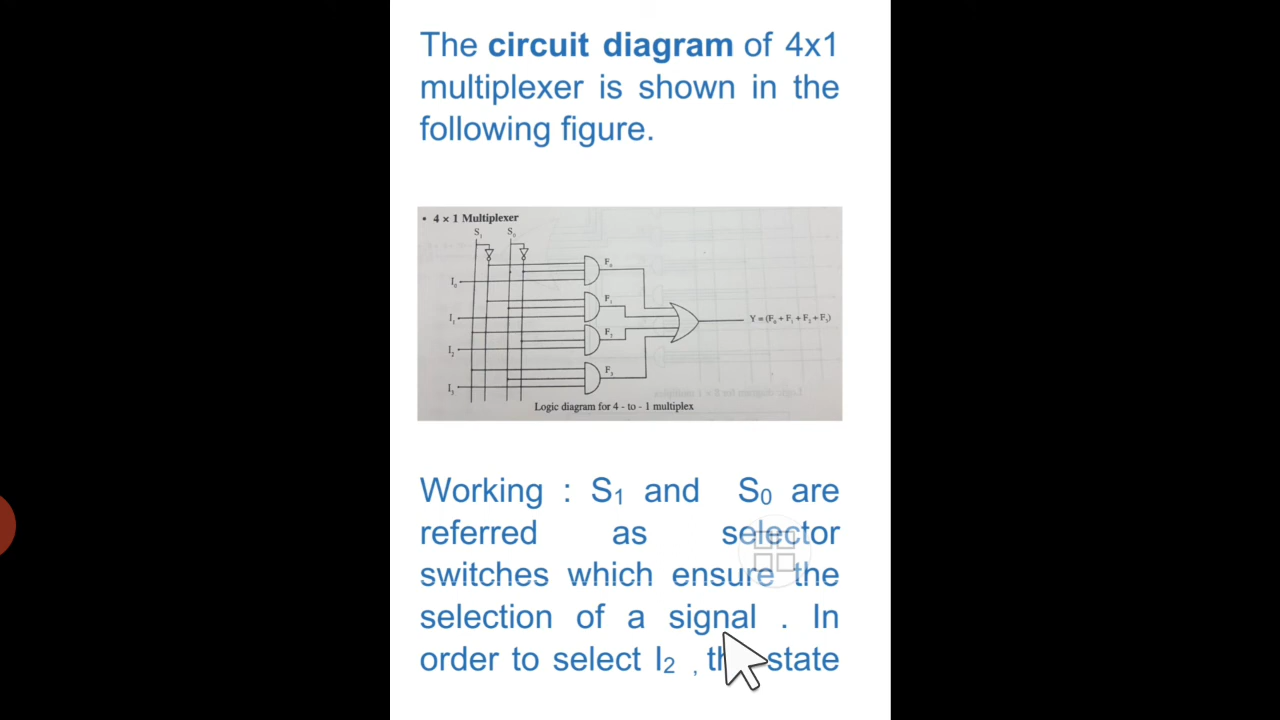 The circuit diagram of 4x1
multiplexer is shown in the
following figure.
• 4 × 1 Multiplexer
S₁ S₀
I₀
I₁
I₂
I₃
F₀
F₁
F₂
F₃
Y = (F₀ + F₁ + F₂ + F₃)
Logic diagram for 4 - to - 1 multiplex
Working : S₁ and S₀ are
referred as selector
switches which ensure the
selection of a signal . In
order to select I₂ , state